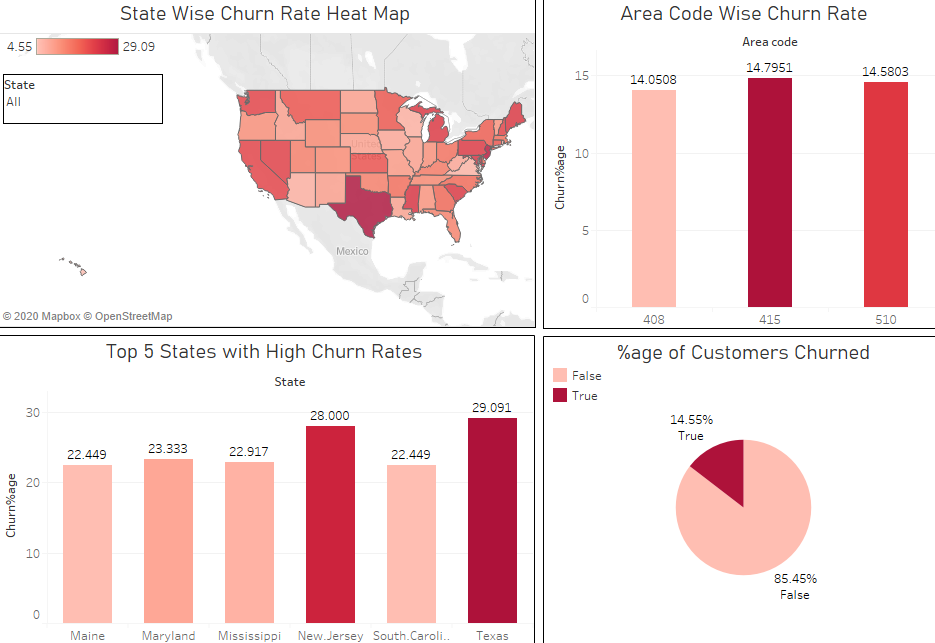 State Wise Churn Rate Heat Map
4.55 29.09
State
All
Mexico
© 2020 Mapbox © OpenStreetMap
Area Code Wise Churn Rate
Area code
Churn%age
15
10
5
0
14.0508
14.7951
14.5803
408
415
510
Top 5 States with High Churn Rates
State
Churn%age
30
20
10
0
22.449
23.333
22.917
28.000
22.449
29.091
Maine
Maryland
Mississippi
New.Jersey
South.Caroli..
Texas
%age of Customers Churned
False
True
14.55%
True
85.45%
False